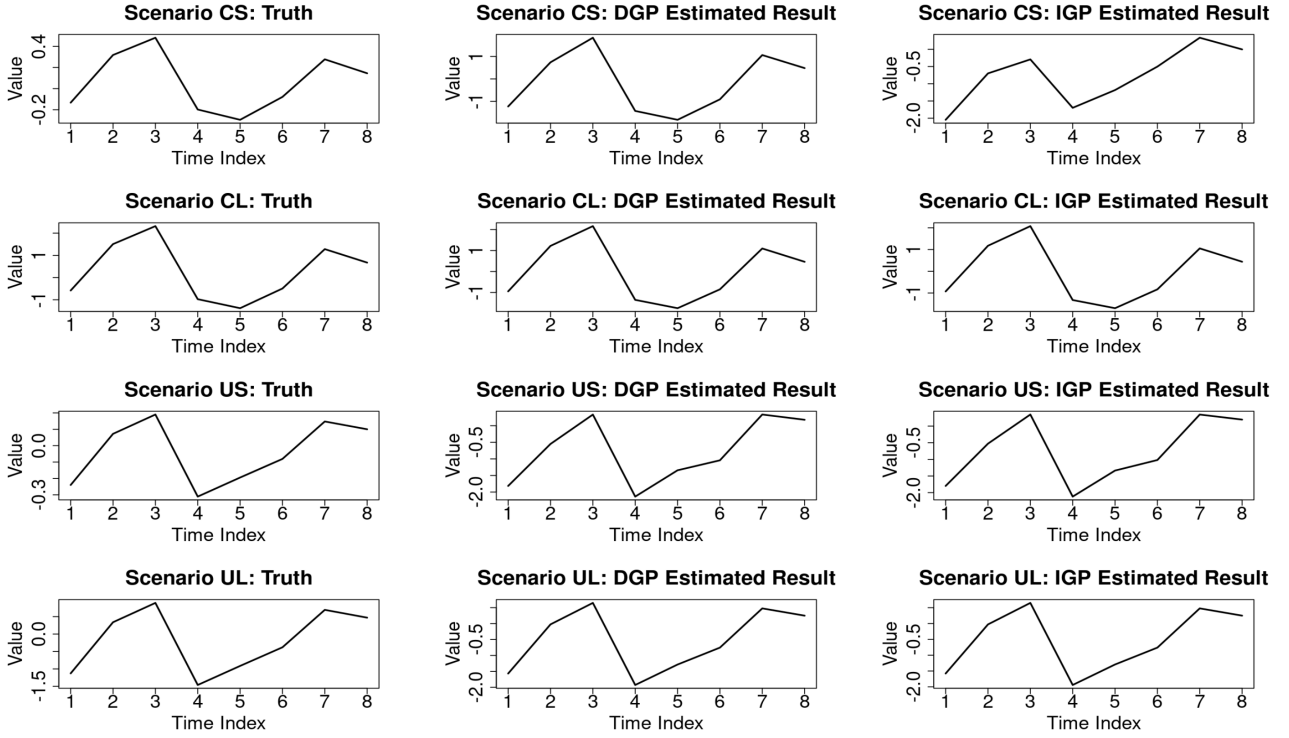 Scenario CS: Truth
Value
0.4
-0.2
1 2 3 4 5 6 7 8
Time Index
Scenario CS: DGP Estimated Result
Value
1
-1
1 2 3 4 5 6 7 8
Time Index
Scenario CS: IGP Estimated Result
Value
-0.5
-2.0
1 2 3 4 5 6 7 8
Time Index
Scenario CL: Truth
Value
1
-1
1 2 3 4 5 6 7 8
Time Index
Scenario CL: DGP Estimated Result
Value
1
-1
1 2 3 4 5 6 7 8
Time Index
Scenario CL: IGP Estimated Result
Value
1
-1
1 2 3 4 5 6 7 8
Time Index
Scenario US: Truth
Value
0.0
-0.3
1 2 3 4 5 6 7 8
Time Index
Scenario US: DGP Estimated Result
Value
-0.5
-2.0
1 2 3 4 5 6 7 8
Time Index
Scenario US: IGP Estimated Result
Value
-0.5
-2.0
1 2 3 4 5 6 7 8
Time Index
Scenario UL: Truth
Value
0.0
-1.5
1 2 3 4 5 6 7 8
Time Index
Scenario UL: DGP Estimated Result
Value
-0.5
-2.0
1 2 3 4 5 6 7 8
Time Index
Scenario UL: IGP Estimated Result
Value
-0.5
-2.0
1 2 3 4 5 6 7 8
Time Index